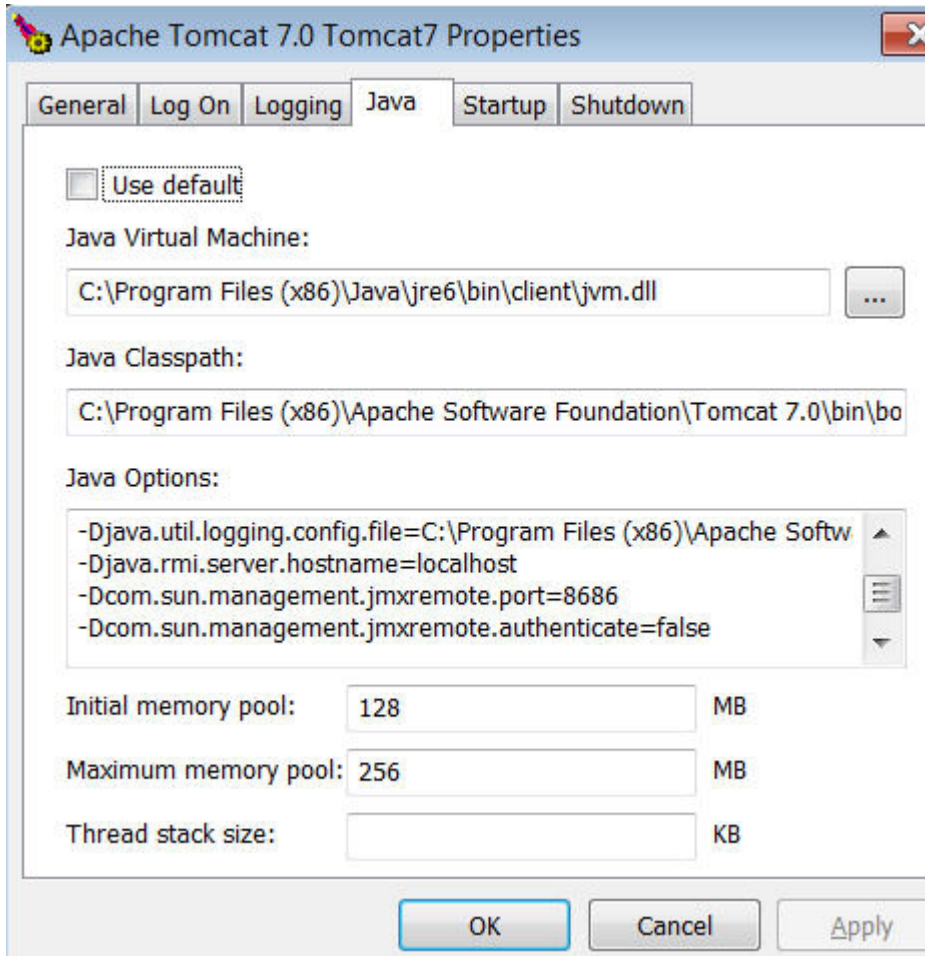 Apache Tomcat 7.0 Tomcat7 Properties
General Log On Logging Java Startup Shutdown
Use default
Java Virtual Machine:
C:\Program Files (x86)\Java\jre6\bin\client\jvm.dll
...
Java Classpath:
C:\Program Files (x86)\Apache Software Foundation\Tomcat 7.0\bin\bo
Java Options:
-Djava.util.logging.config.file=C:\Program Files (x86)\Apache Softw
-Djava.rmi.server.hostname=localhost
-Dcom.sun.management.jmxremote.port=8686
-Dcom.sun.management.jmxremote.authenticate=false
Initial memory pool: 128 MB
Maximum memory pool: 256 MB
Thread stack size: KB
OK Cancel Apply